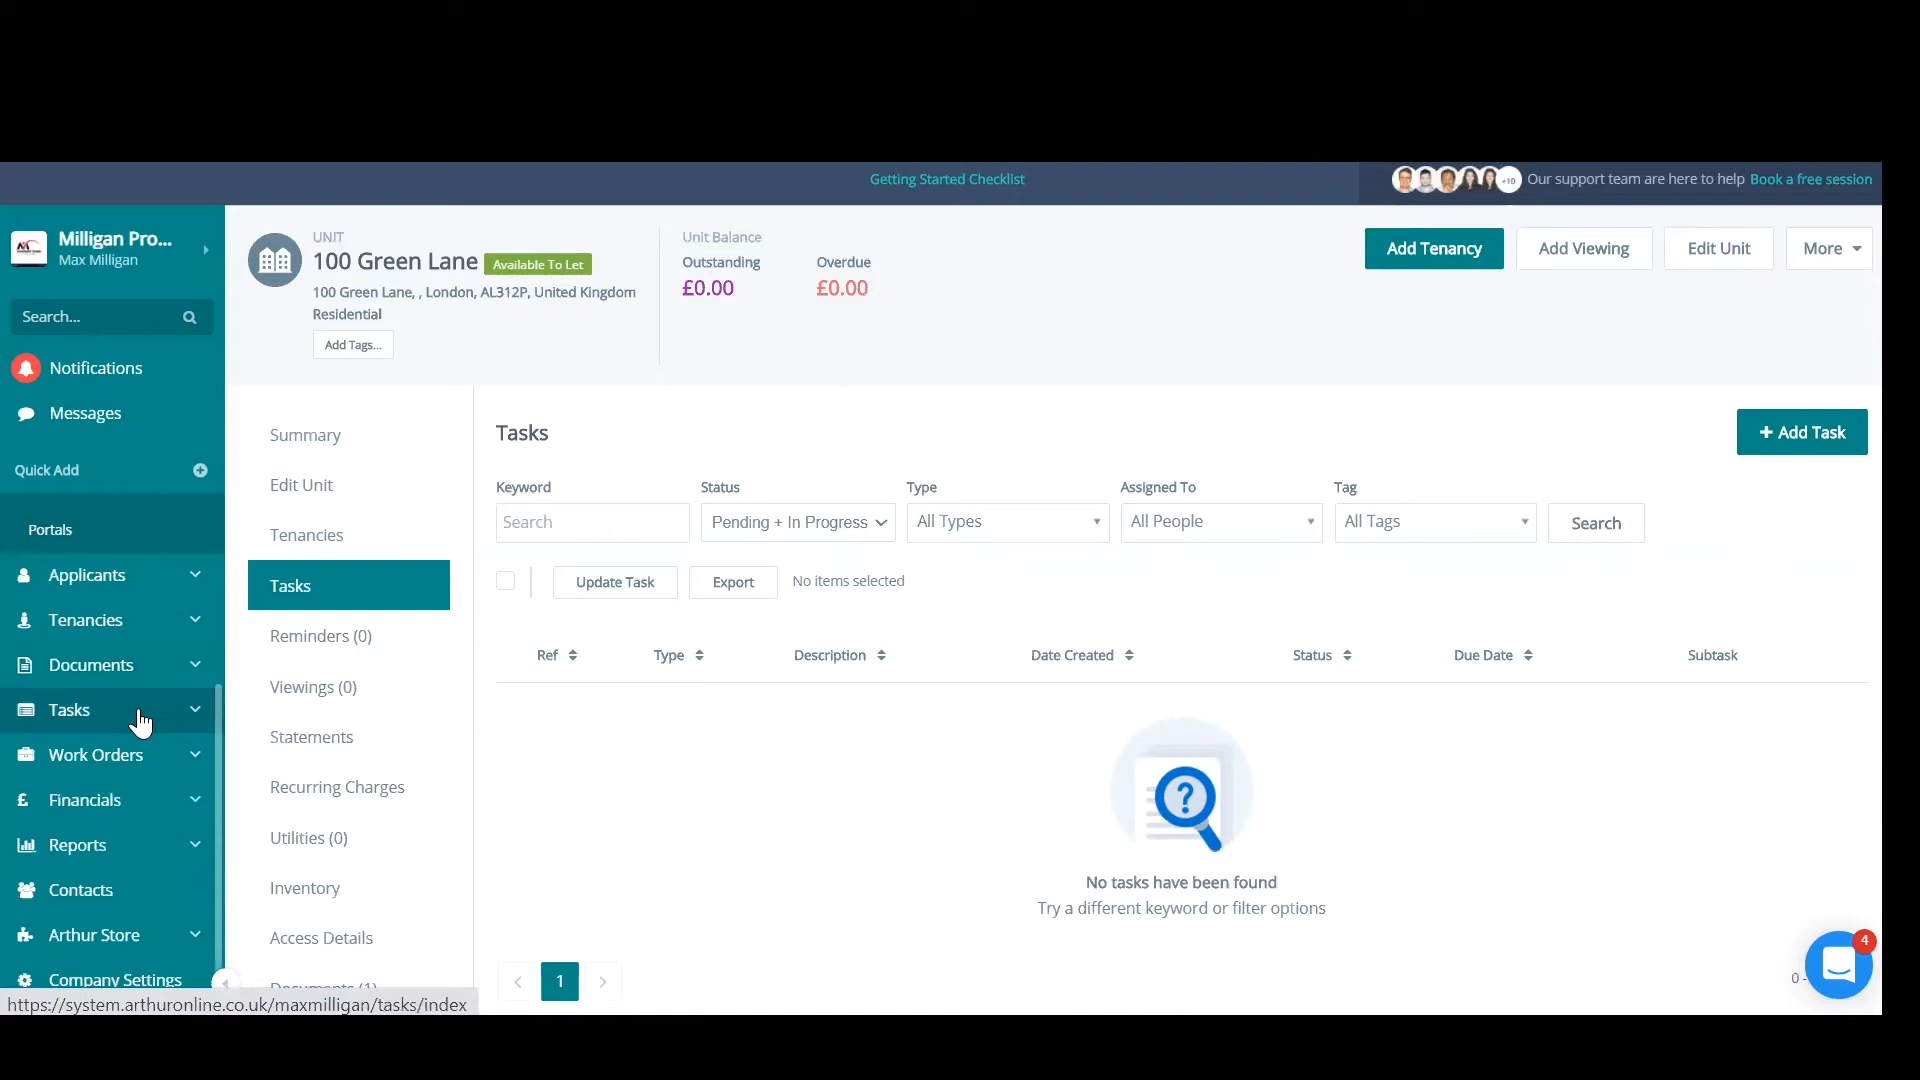 Getting Started Checklist
+10 Our support team are here to help Book a free session
Milligan Pro...
Max Milligan
Search...
Notifications
Messages
Quick Add
Portals
Applicants
Tenancies
Documents
Tasks
Work Orders
Financials
Reports
Contacts
Arthur Store
Company Settings
https://system.arthuronline.co.uk/maxmilligan/tasks/index
UNIT
100 Green Lane Available To Let
100 Green Lane, , London, AL312P, United Kingdom
Residential
Add Tags...
Unit Balance
Outstanding Overdue
£0.00 £0.00
Add Tenancy Add Viewing Edit Unit More
Summary
Edit Unit
Tenancies
Tasks
Reminders (0)
Viewings (0)
Statements
Recurring Charges
Utilities (0)
Inventory
Access Details
Documents (1)
Tasks
+ Add Task
Keyword Status Type Assigned To Tag
Search Pending + In Progress All Types All People All Tags Search
Update Task Export No items selected
Ref Type Description Date Created Status Due Date Subtask
?
No tasks have been found
Try a different keyword or filter options
< 1 >
0 -
4